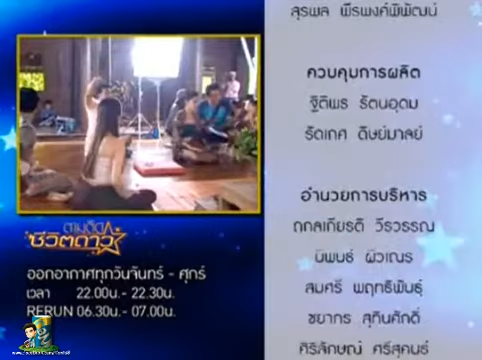 สุรพล พีรพงศ์พิพัฒน์
ควบคุมการผลิต
ฐิติพร รัตนอุดม
รัดเกศ ดิษย์มาลย์
อำนวยการบริหาร
ถกลเกียรติ วีรวรรณ
นิพนธ์ ผิวเณร
สมศรี พฤทธิพันธุ์
ชยากร สุทินศักดิ์
ศิริลักษณ์ ศรีสุคนธ์
ตามติด
ชีวิตดาว
ออกอากาศทุกวันจันทร์ - ศุกร์
เวลา 22.00น.- 22.30น.
RERUN 06.30น.- 07.00น.